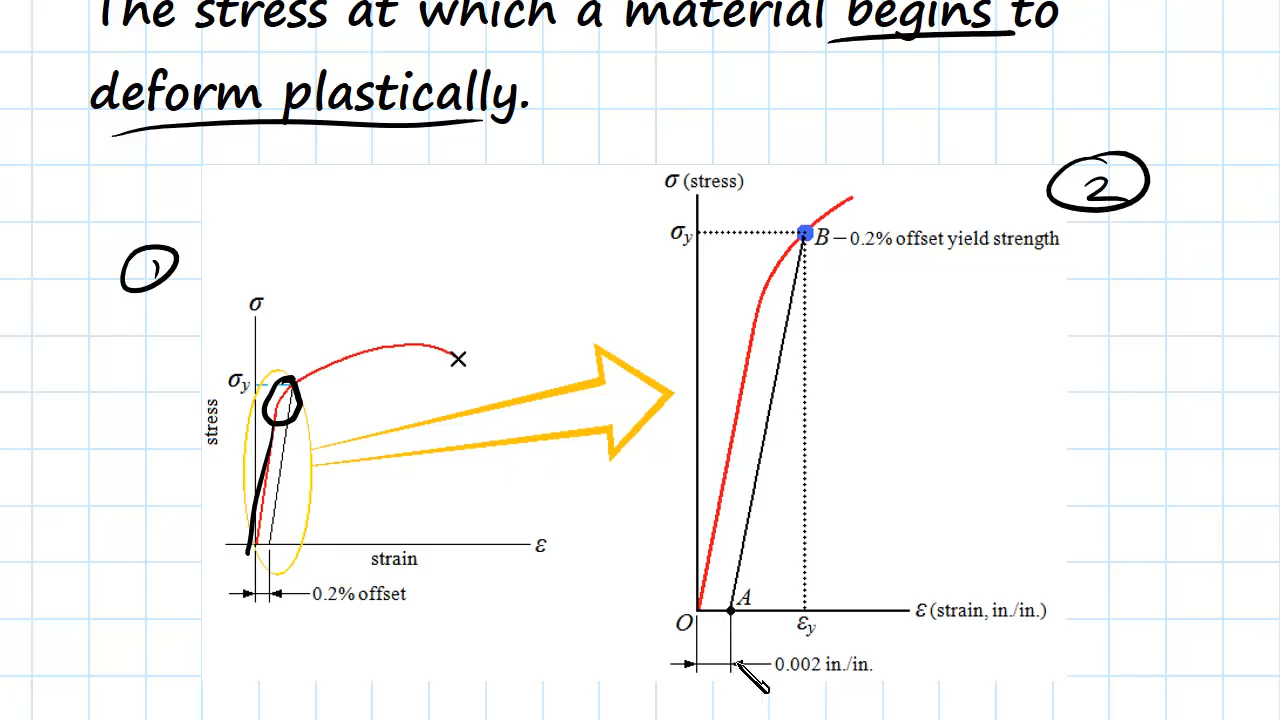 The stress at which a material begins to
deform plastically.
2
σ (stress)
σy
B – 0.2% offset yield strength
1
σ
σy
stress
strain
ε
0.2% offset
A
O
εy
ε (strain, in./in.)
0.002 in./in.